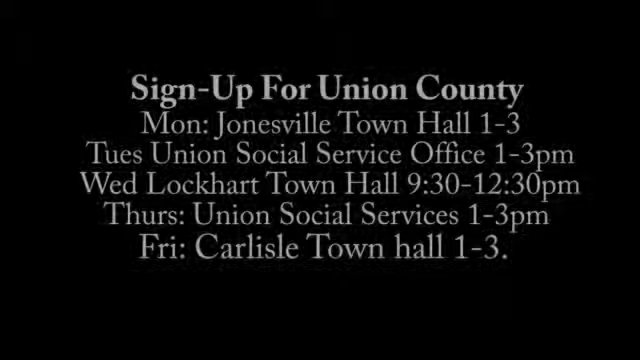 Sign-Up For Union County
Mon: Jonesville Town Hall 1-3
Tues Union Social Service Office 1-3pm
Wed Lockhart Town Hall 9:30-12:30pm
Thurs: Union Social Services 1-3pm
Fri: Carlisle Town hall 1-3.